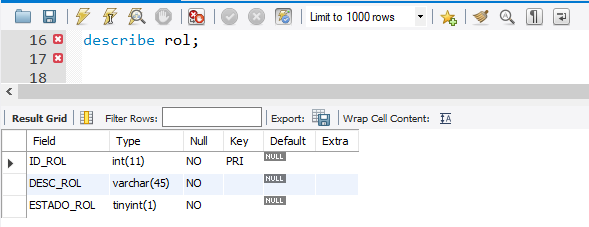 Limit to 1000 rows
16 describe rol;
17
18
Result Grid Filter Rows: Export: Wrap Cell Content: IA
Field Type Null Key Default Extra
ID_ROL int(11) NO PRI NULL
DESC_ROL varchar(45) NO NULL
ESTADO_ROL tinyint(1) NO NULL